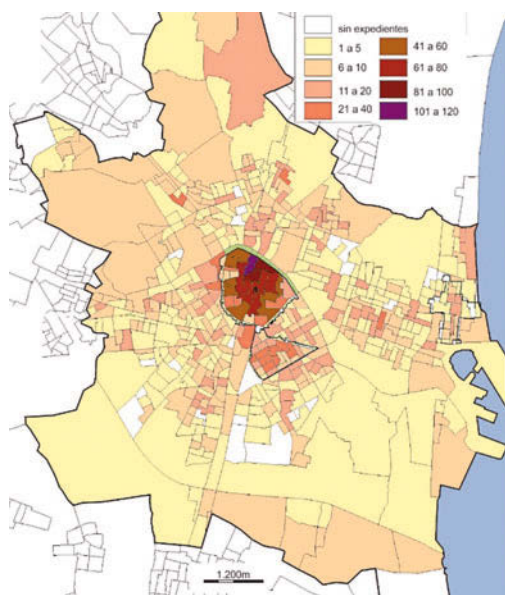 sin expedientes
1 a 5
6 a 10
11 a 20
21 a 40
41 a 60
61 a 80
81 a 100
101 a 120
1.200m